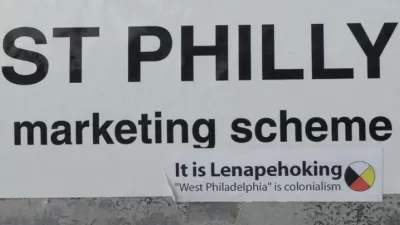 ST PHILLY
marketing scheme
It is Lenapehoking
"West Philadelphia" is colonialism